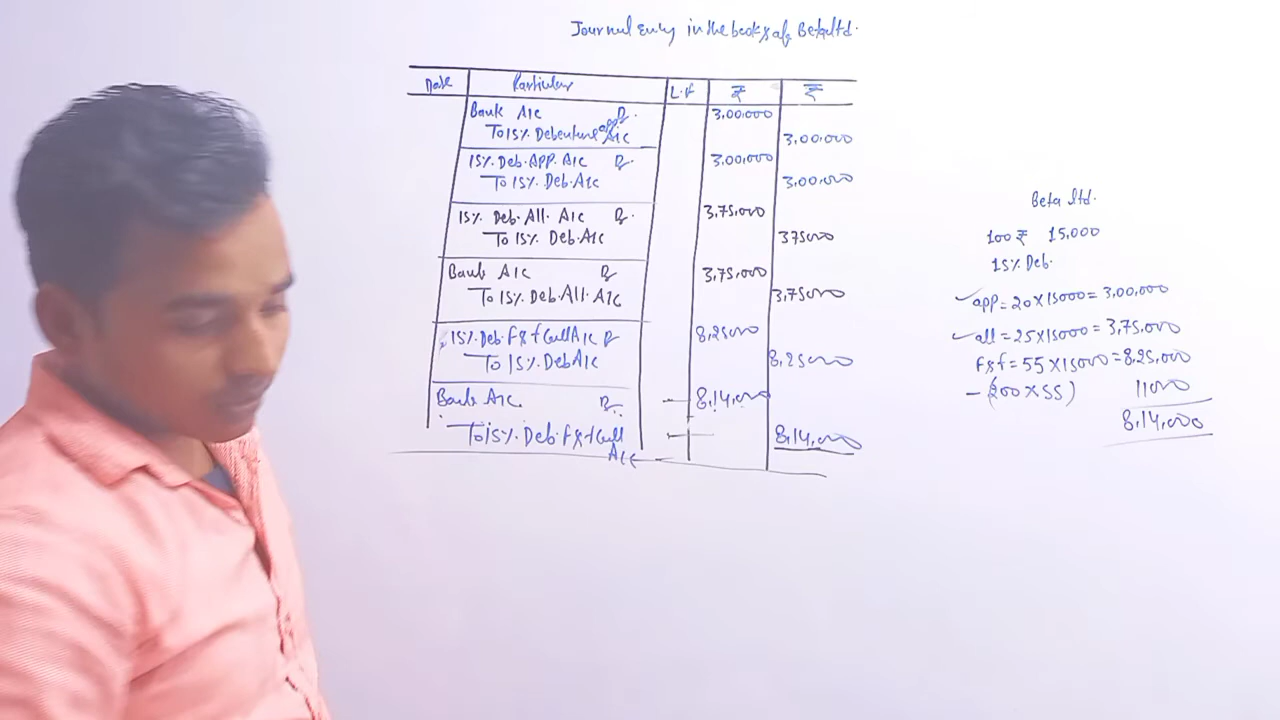 Journal Entry in the books of Beta ltd.
Date Particular L.F ₹ ₹
Bank A/C Dr. 3,00,000
To 15% Debenture app A/C 3,00,000
15% Deb. App. A/C Dr. 3,00,000
To 15% Deb. A/C 3,00,000
15% Deb. All. A/C Dr. 3,75,000
To 15% Deb. A/C 375000
Bank A/C Dr 3,75,000
To 15% Deb. All. A/C 3,75000
15% Deb. F & f Call A/C Dr 8,25000
To 15% Deb A/C 8,25000
Bank A/C. Dr. 8,14,000
To 15% Deb. F & f Call A/C 8,14,000
Beta ltd.
100 ₹ 15,000
15% Deb.
app = 20 x 15000 = 3,00,000
all = 25 x 15000 = 3,75,000
F & f = 55 x 15000 = 8,25,000
- (200 x 55) 11000
8,14,000